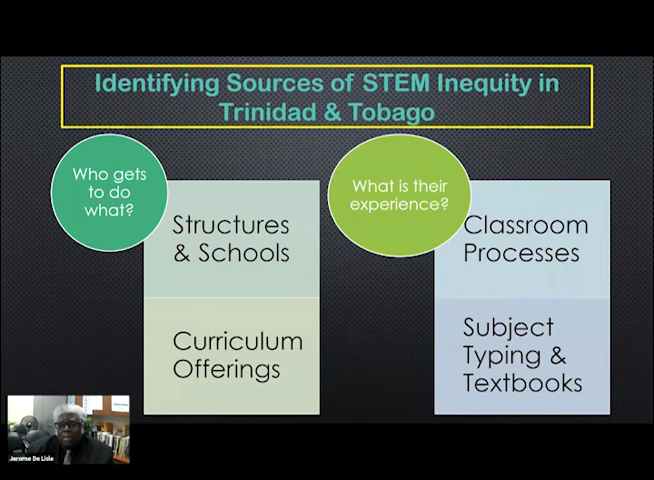 Identifying Sources of STEM Inequity in
Trinidad & Tobago
Who gets
to do
what?
Structures
& Schools
Curriculum
Offerings
What is their
experience?
Classroom
Processes
Subject
Typing &
Textbooks
Jerome De Lisle